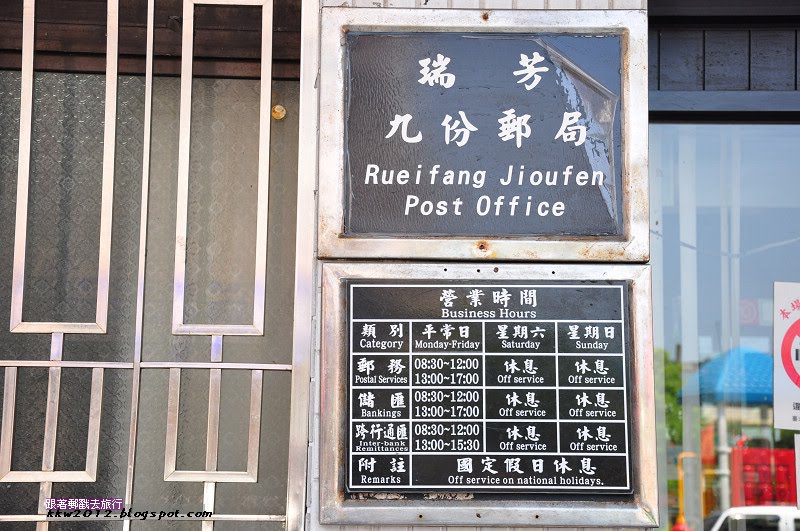 瑞芳
九份郵局
Rueifang Jioufen
Post Office
營業時間
Business Hours
類別 平常日 星期六 星期日
Category Monday-Friday Saturday Sunday
郵務 08:30~12:00 休息 休息
Postal Services 13:00~17:00 Off service Off service
儲匯 08:30~12:00 休息 休息
Bankings 13:00~17:00 Off service Off service
跨行通匯 08:30~12:00 休息 休息
Inter-bank Remittances 13:00~15:30 Off service Off service
附註 國定假日休息
Remarks Off service on national holidays.
本場
跟著郵戳去旅行
kkw2012.blogspot.com